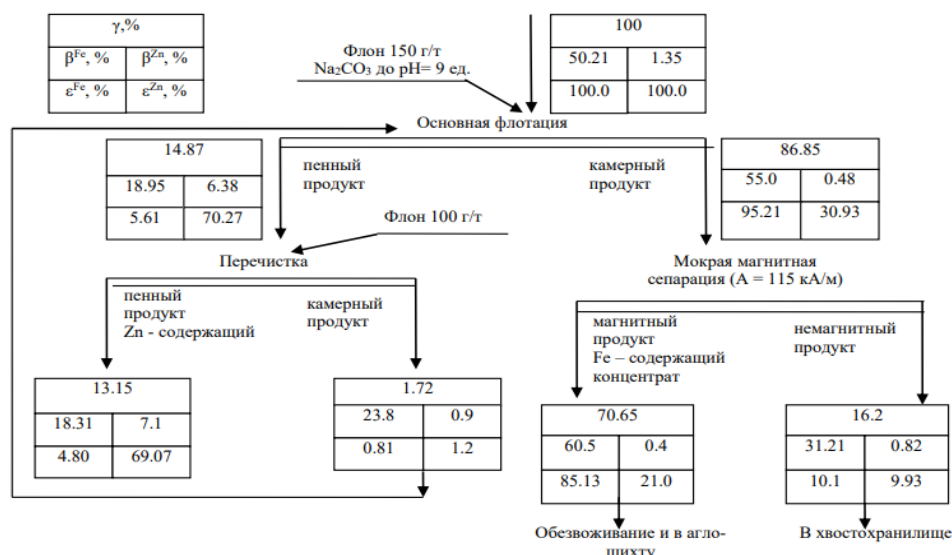 γ,%
β^Fe, % β^Zn, %
ε^Fe, % ε^Zn, %
Флон 150 г/т
Na₂CO₃ до pH= 9 ед.
100
50.21 1.35
100.0 100.0
Основная флотация
14.87
18.95 6.38
5.61 70.27
пенный
продукт
камерный
продукт
86.85
55.0 0.48
95.21 30.93
Флон 100 г/т
Перечистка
Мокрая магнитная
сепарация (А = 115 кА/м)
пенный
продукт
Zn - содержащий
камерный
продукт
магнитный
продукт
Fe – содержащий
концентрат
немагнитный
продукт
13.15
18.31 7.1
4.80 69.07
1.72
23.8 0.9
0.81 1.2
70.65
60.5 0.4
85.13 21.0
16.2
31.21 0.82
10.1 9.93
Обезвоживание и в агло-
шихту
В хвостохранилище